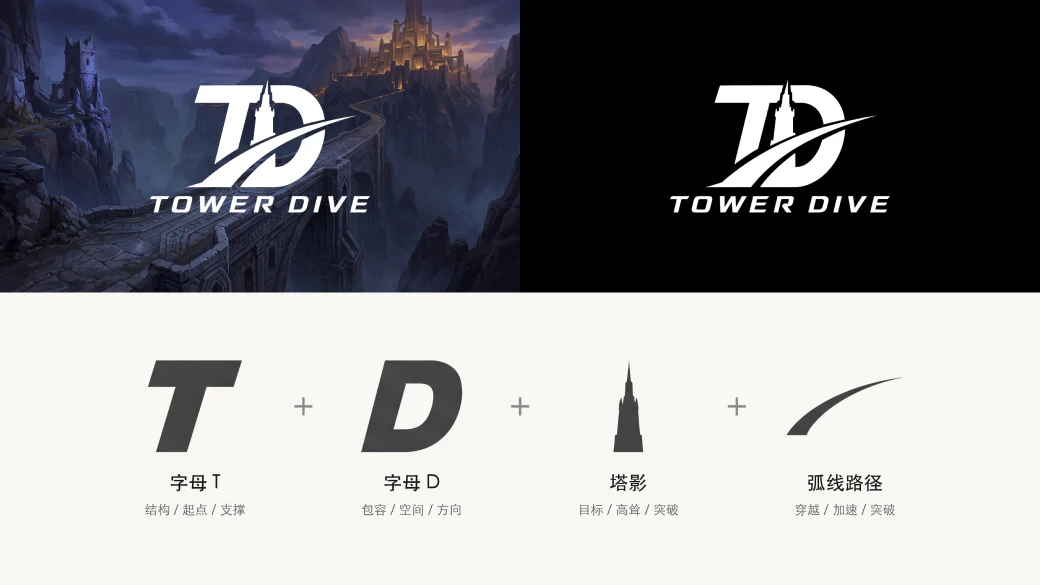 TD
TOWER DIVE
TD
TOWER DIVE
T + D + +
字母 T
字母 D
塔影
弧线路径
结构 / 起点 / 支撑
包容 / 空间 / 方向
目标 / 高耸 / 突破
穿越 / 加速 / 突破